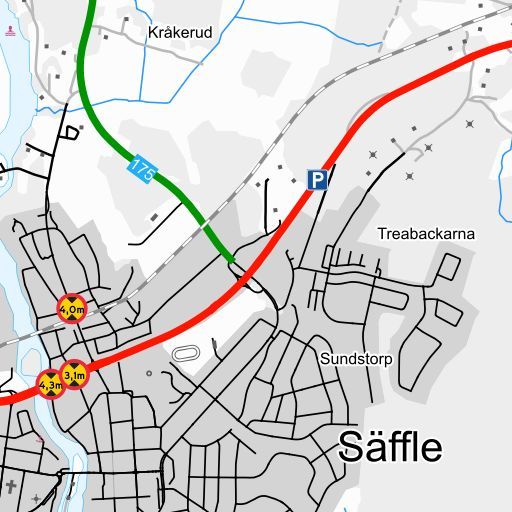 Kråkerud
175
P
Treabackarna
4,0m
Sundstorp
3,1m
4,3m
Säffle